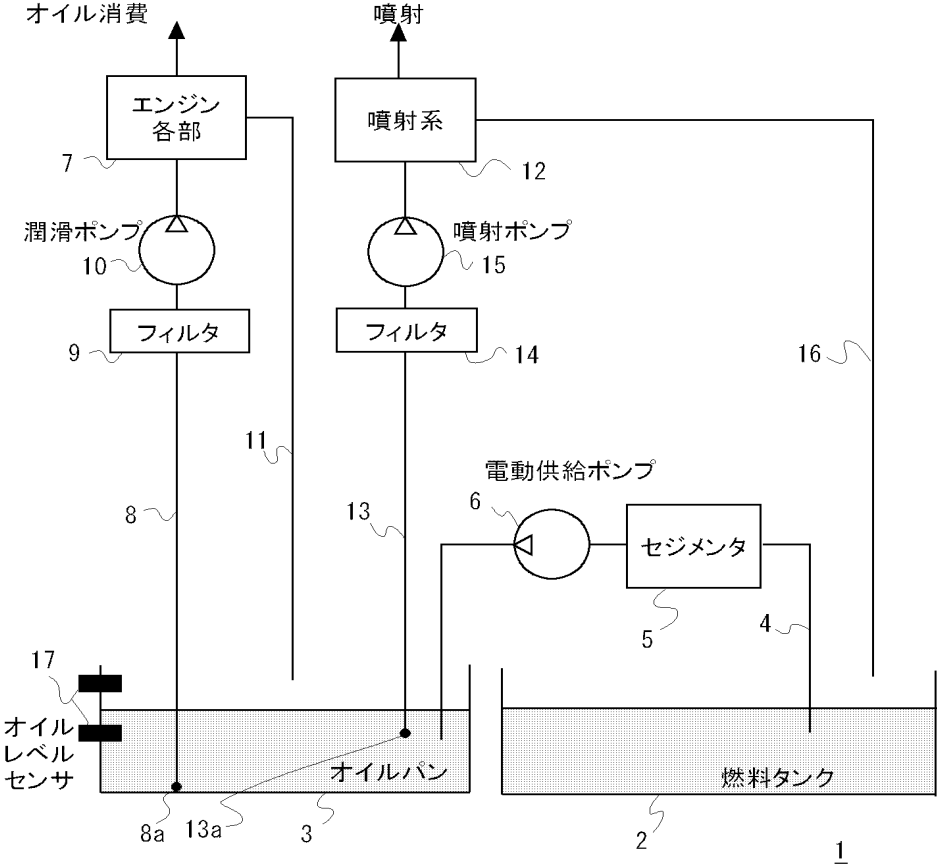 オイル消費
噴射
エンジン
各部
噴射系
7
12
潤滑ポンプ
10
噴射ポンプ
15
フィルタ
フィルタ
9
14
16
11
電動供給ポンプ
6
8
13
セジメンタ
5
4
17
オイル
レベル
センサ
オイルパン
燃料タンク
8a
13a
3
2
1